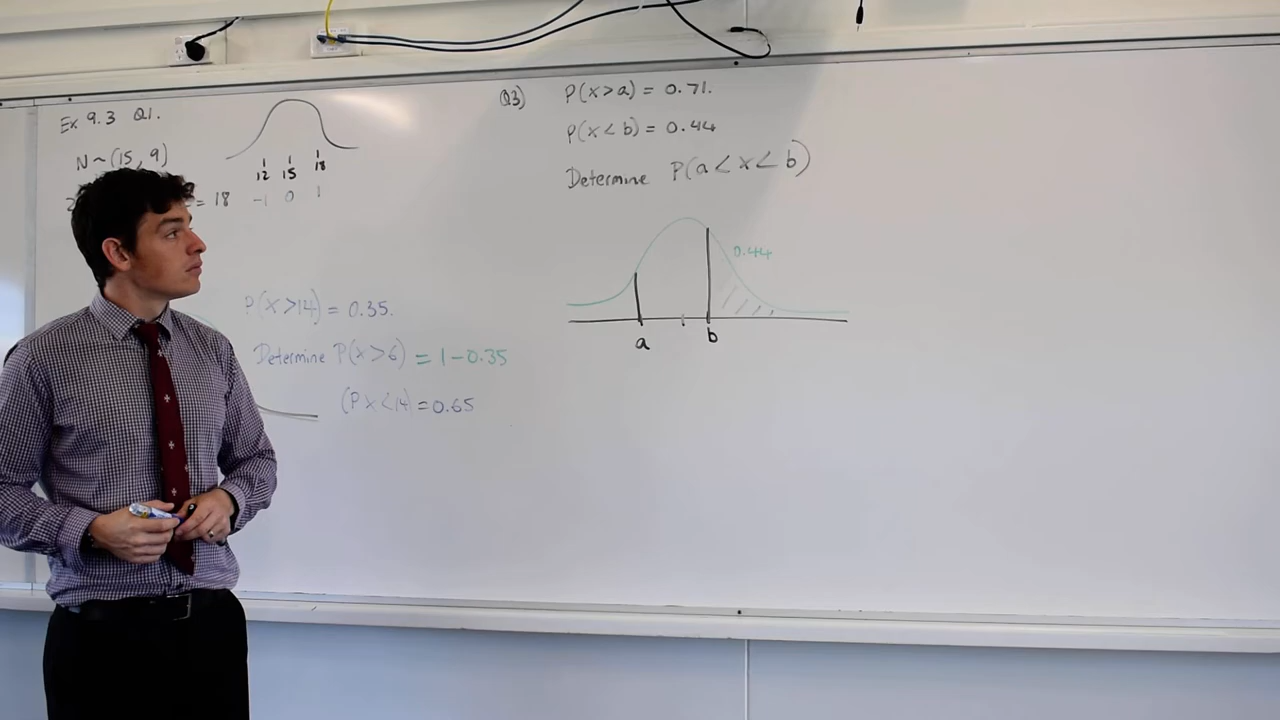 Ex 9.3 Q1.
N ~ (15, 9)
= 18
12 15 18
-1 0 1
P(X>14) = 0.35.
Determine P(x>6) = 1-0.35
(P X<14) = 0.65
Q3) P(x>a) = 0.71.
P(x<b) = 0.44
Determine P(a<x<b)
0.44
a b